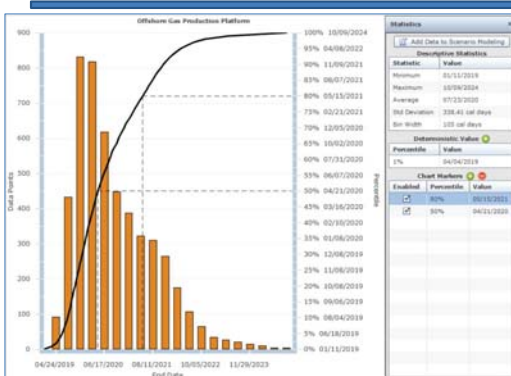 Offshore Gas Production Platform
900
800
700
600
500
400
300
200
100
0
Data Points
04/24/2019 06/17/2020 08/11/2021 10/05/2022 11/29/2023
End Date
100% 10/09/2024
95% 04/08/2022
90% 11/09/2021
85% 08/07/2021
80% 05/15/2021
75% 02/21/2021
70% 12/05/2020
65% 10/02/2020
60% 07/31/2020
55% 06/07/2020
50% 04/21/2020
45% 03/16/2020
40% 02/10/2020
35% 01/08/2020
30% 12/08/2019
25% 11/08/2019
20% 10/08/2019
15% 09/06/2019
10% 08/04/2019
5% 06/18/2019
0% 01/11/2019
Percentile
Statistics
Add Data to Scenario Modeling
Descriptive Statistics
Statistic Value
Minimum 01/11/2019
Maximum 10/09/2024
Average 07/23/2020
Std Deviation 338.41 cal days
Bin Width 105 cal days
Deterministic Value
Percentile Value
1% 04/04/2019
Chart Markers
Enabled Percentile Value
80% 05/15/2021
50% 04/21/2020